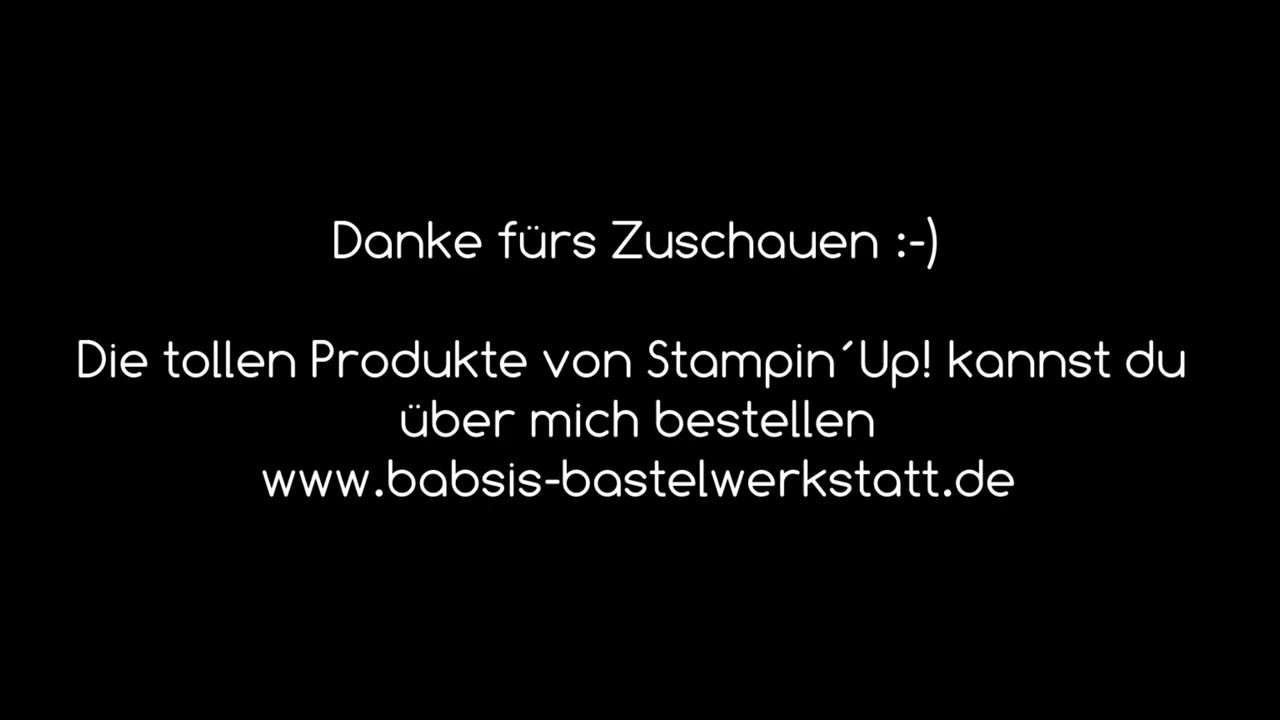 Danke fürs Zuschauen :-)
Die tollen Produkte von Stampin´Up! kannst du
über mich bestellen
www.babsis-bastelwerkstatt.de